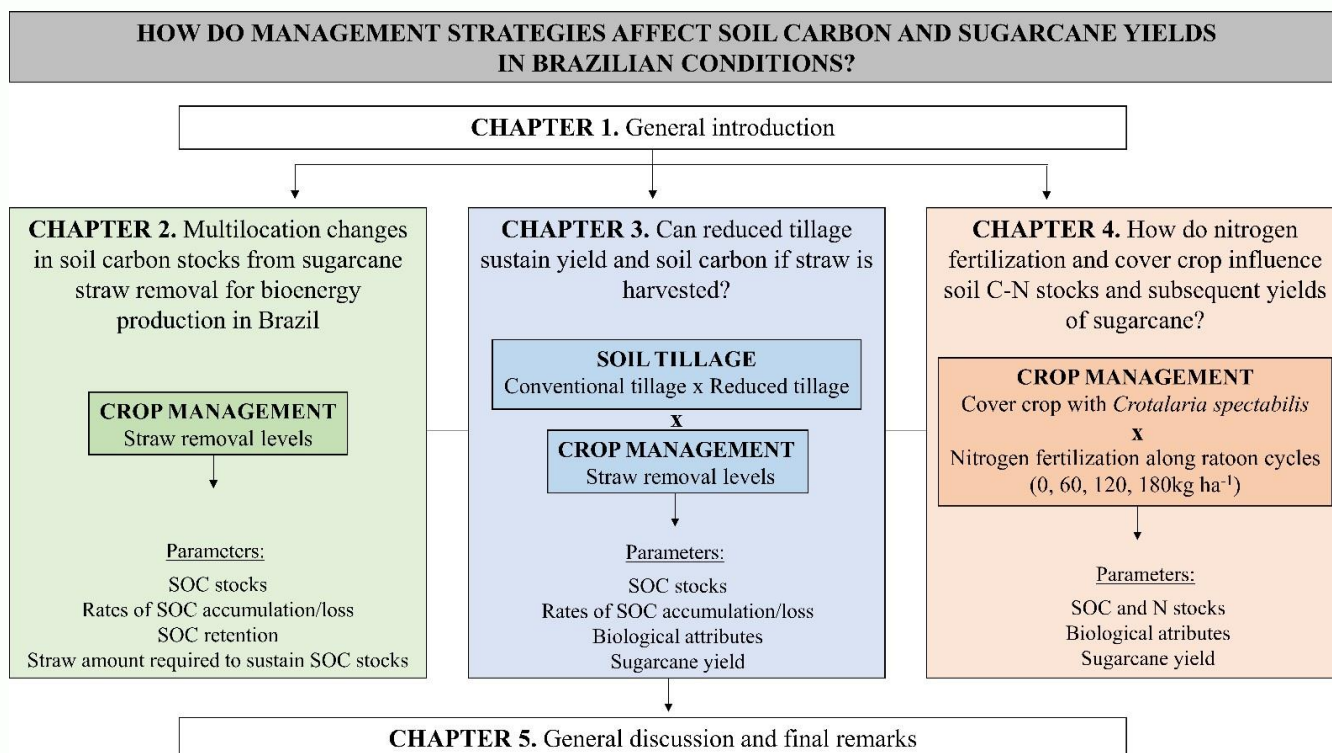 HOW DO MANAGEMENT STRATEGIES AFFECT SOIL CARBON AND SUGARCANE YIELDS
IN BRAZILIAN CONDITIONS?
CHAPTER 1. General introduction
CHAPTER 2. Multilocation changes
in soil carbon stocks from sugarcane
straw removal for bioenergy
production in Brazil
CROP MANAGEMENT
Straw removal levels
Parameters:
SOC stocks
Rates of SOC accumulation/loss
SOC retention
Straw amount required to sustain SOC stocks
CHAPTER 3. Can reduced tillage
sustain yield and soil carbon if straw is
harvested?
SOIL TILLAGE
Conventional tillage x Reduced tillage
x
CROP MANAGEMENT
Straw removal levels
Parameters:
SOC stocks
Rates of SOC accumulation/loss
Biological attributes
Sugarcane yield
CHAPTER 4. How do nitrogen
fertilization and cover crop influence
soil C-N stocks and subsequent yields
of sugarcane?
CROP MANAGEMENT
Cover crop with Crotalaria spectabilis
x
Nitrogen fertilization along ratoon cycles
(0, 60, 120, 180kg ha⁻¹)
Parameters:
SOC and N stocks
Biological atributes
Sugarcane yield
CHAPTER 5. General discussion and final remarks